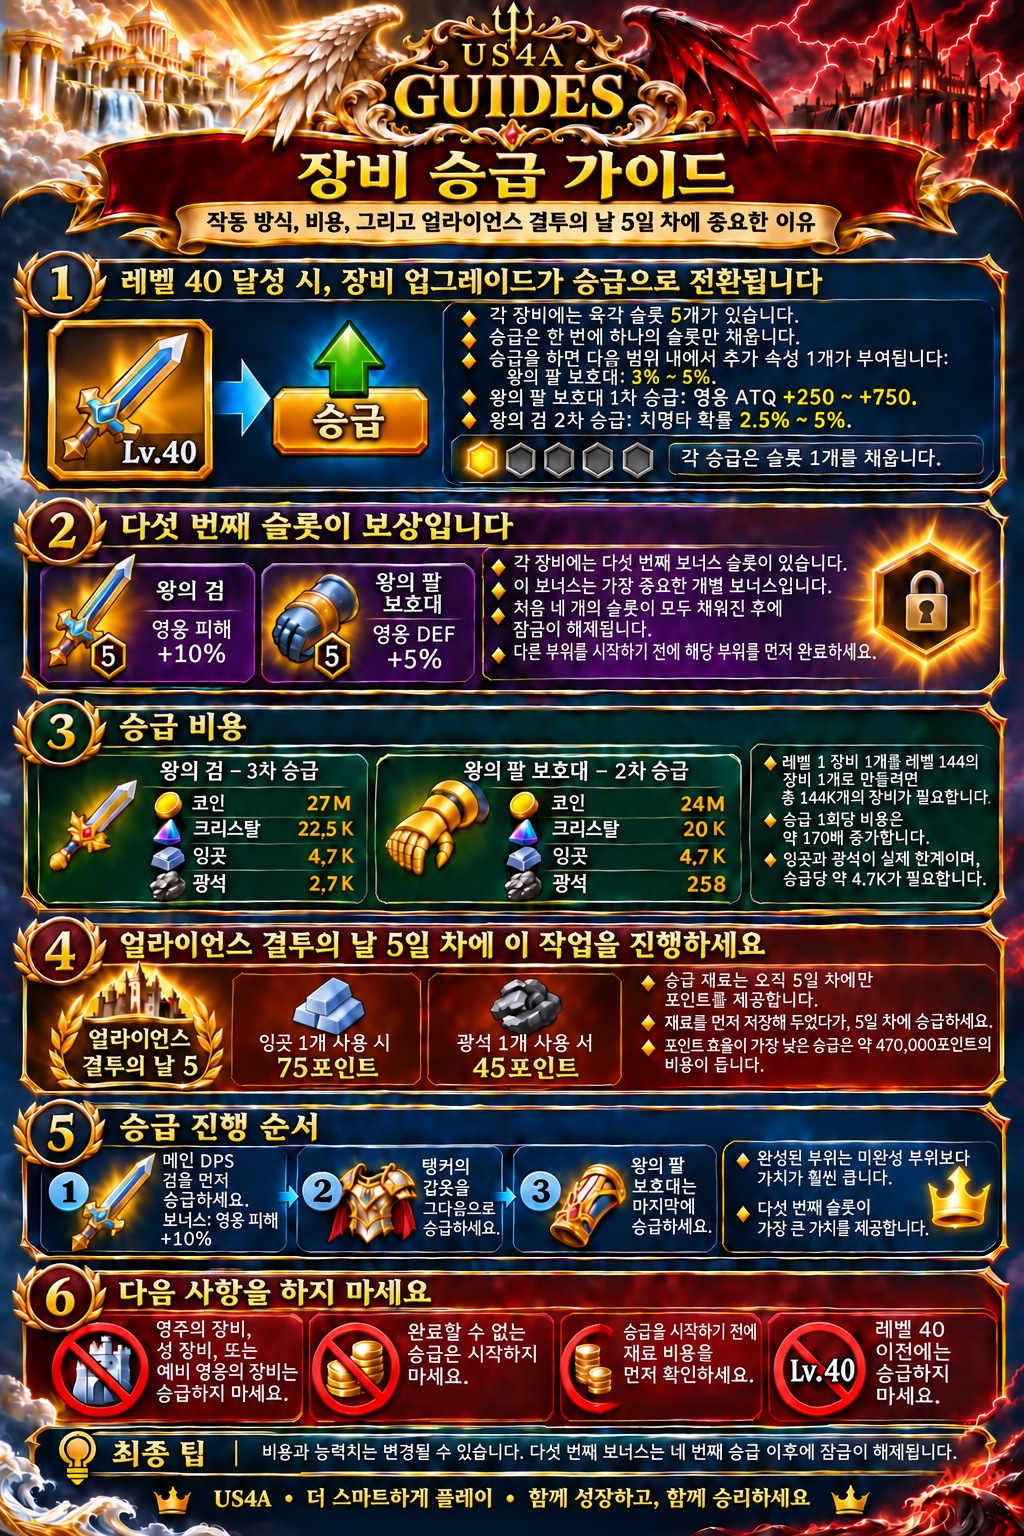 US4A
GUIDES
장비 승급 가이드
작동 방식, 비용, 그리고 얼라이언스 결투의 날 5일 차에 중요한 이유
1
레벨 40 달성 시, 장비 업그레이드가 승급으로 전환됩니다
Lv.40
승급
각 장비에는 육각 슬롯 5개가 있습니다.
승급은 한 번에 하나의 슬롯만 채웁니다.
승급을 하면 다음 범위 내에서 추가 속성 1개가 부여됩니다:
왕의 팔 보호대: 3% ~ 5%.
왕의 팔 보호대 1차 승급: 영웅 ATQ +250 ~ +750.
왕의 검 2차 승급: 치명타 확률 2.5% ~ 5%.
각 승급은 슬롯 1개를 채웁니다.
2
다섯 번째 슬롯이 보상입니다
5
왕의 검
영웅 피해
+10%
5
왕의 팔
보호대
영웅 DEF
+5%
각 장비에는 다섯 번째 보너스 슬롯이 있습니다.
이 보너스는 가장 중요한 개별 보너스입니다.
처음 네 개의 슬롯이 모두 채워진 후에
잠금이 해제됩니다.
다른 부위를 시작하기 전에 해당 부위를 먼저 완료하세요.
3
승급 비용
왕의 검 – 3차 승급
코인 27M
크리스탈 22,5 K
잉곳 4,7 K
광석 2,7 K
왕의 팔 보호대 – 2차 승급
코인 24M
크리스탈 20 K
잉곳 4,7 K
광석 258
레벨 1 장비 1개를 레벨 144의
장비 1개로 만들려면
총 144K개의 장비가 필요합니다.
승급 1회당 비용은
약 170배 증가합니다.
잉곳과 광석이 실제 한계이며,
승급당 약 4.7K가 필요합니다.
4
얼라이언스 결투의 날 5일 차에 이 작업을 진행하세요
얼라이언스
결투의 날 5
잉곳 1개 사용 시
75포인트
광석 1개 사용 서
45포인트
승급 재료는 오직 5일 차에만
포인트를 제공합니다.
재료를 먼저 저장해 두었다가, 5일 차에 승급하세요.
포인트 효율이 가장 낮은 승급은 약 470,000포인트의
비용이 듭니다.
5
승급 진행 순서
1
메인 DPS
검을 먼저
승급하세요.
보너스: 영웅 피해
+10%
2
탱커의
갑옷을
그다음으로
승급하세요.
3
왕의 팔
보호대는
마지막에
승급하세요.
완성된 부위는 미완성 부위보다
가치가 훨씬 큽니다.
다섯 번째 슬롯이
가장 큰 가치를 제공합니다.
6
다음 사항을 하지 마세요
영주의 장비,
성 장비, 또는
예비 영웅의 장비는
승급하지 마세요.
완료할 수 없는
승급은 시작하지
마세요.
승급을 시작하기 전에
재료 비용을
먼저 확인하세요.
Lv.40
레벨 40
이전에는
승급하지
마세요.
최종 팁 | 비용과 능력치는 변경될 수 있습니다. 다섯 번째 보너스는 네 번째 승급 이후에 잠금이 해제됩니다.
US4A • 더 스마트하게 플레이 • 함께 성장하고, 함께 승리하세요